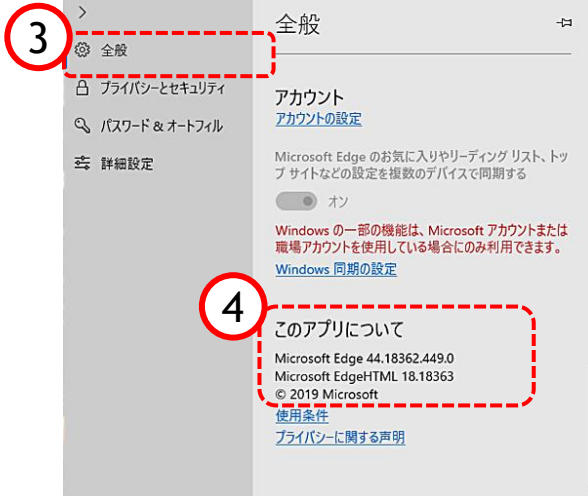 3
全般
プライバシーとセキュリティ
パスワード & オートフィル
詳細設定
全般
アカウント
アカウントの設定
Microsoft Edge のお気に入りやリーディング リスト、トッ
プ サイトなどの設定を複数のデバイスで同期する
オン
Windows の一部の機能は、Microsoft アカウントまたは
職場アカウントを使用している場合にのみ利用できます。
Windows 同期の設定
4
このアプリについて
Microsoft Edge 44.18362.449.0
Microsoft EdgeHTML 18.18363
© 2019 Microsoft
使用条件
プライバシーに関する声明